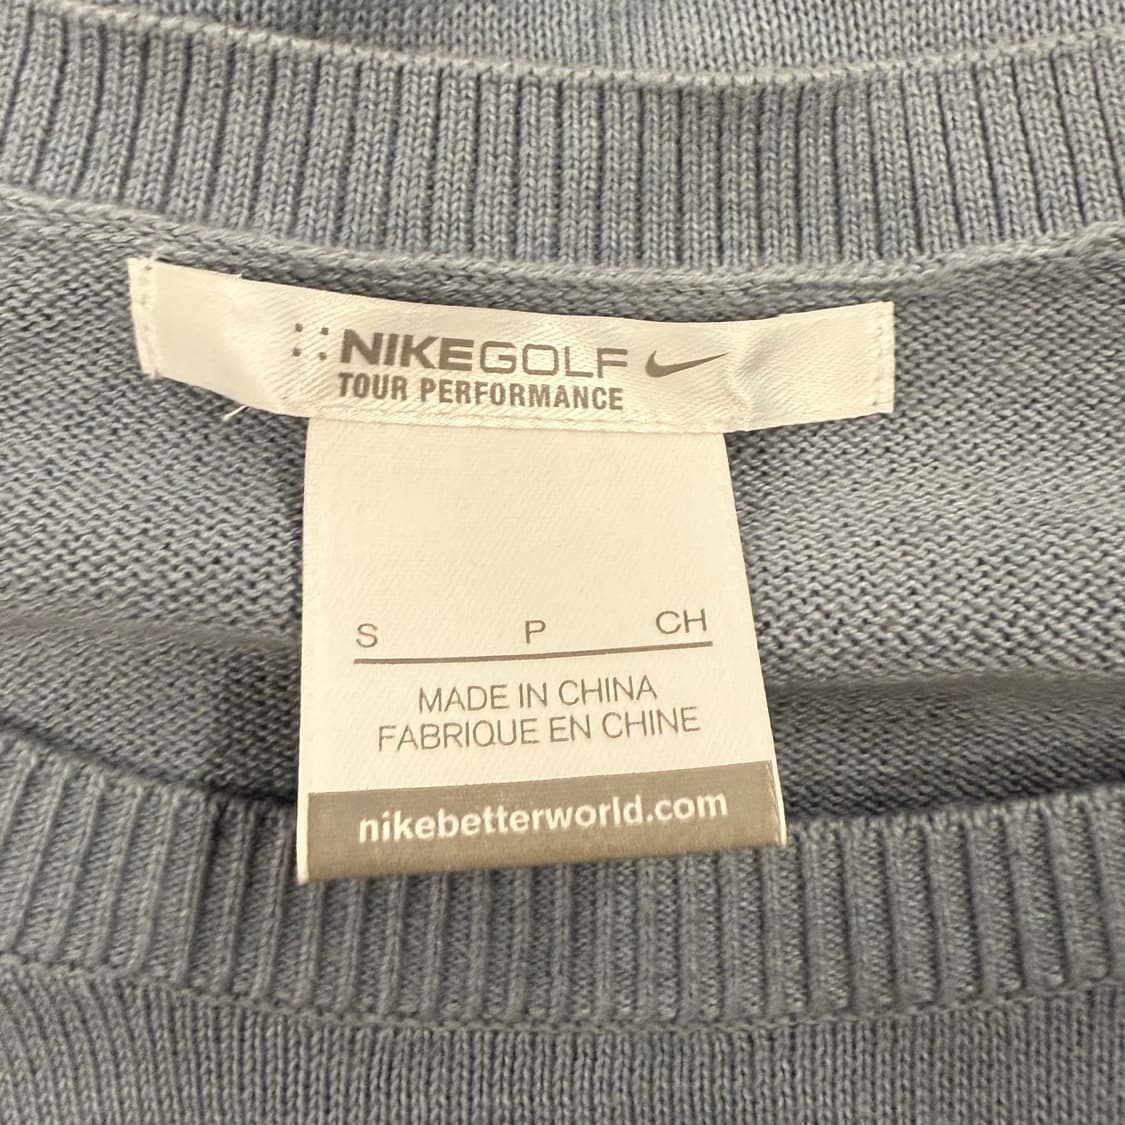 NIKEGOLF
TOUR PERFORMANCE
S P CH
MADE IN CHINA
FABRIQUE EN CHINE
nikebetterworld.com